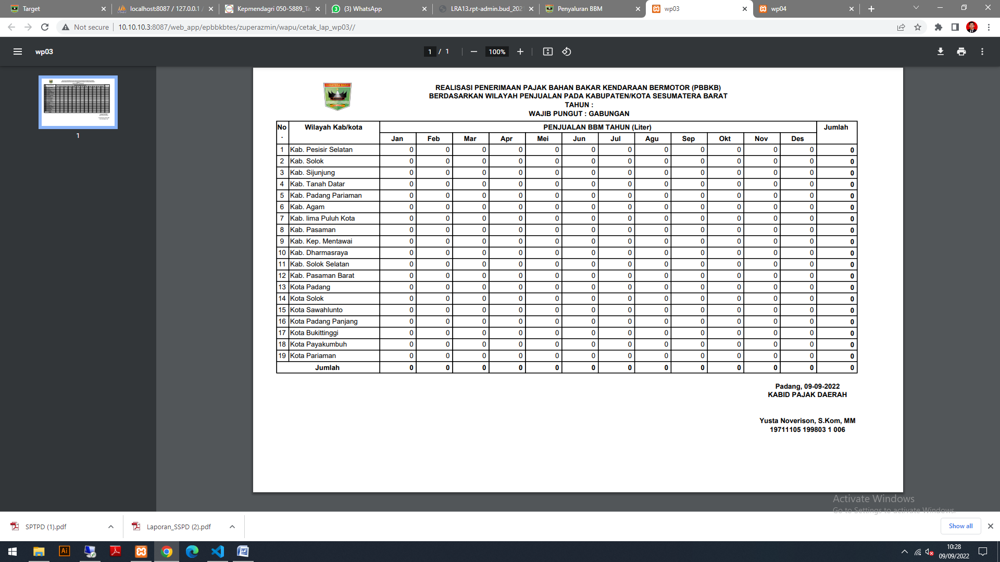 Target
localhost:8087 / 127.0.0.1 /
Kepmendagri 050-5889_Ta
(3) WhatsApp
LRA13.rpt-admin.bud_202
Penyaluran BBM
wp03
wp04
Not secure
10.10.10.3:8087/web_app/epbbkbtes/zuperazmin/wapu/cetak_lap_wp03//
wp03
1 / 1
100%
1
SUMATERA BARAT
REALISASI PENERIMAAN PAJAK BAHAN BAKAR KENDARAAN BERMOTOR (PBBKB)
BERDASARKAN WILAYAH PENJUALAN PADA KABUPATEN/KOTA SESUMATERA BARAT
TAHUN :
WAJIB PUNGUT : GABUNGAN
No. Wilayah Kab/kota PENJUALAN BBM TAHUN (Liter) Jumlah
Jan Feb Mar Apr Mei Jun Jul Agu Sep Okt Nov Des
1 Kab. Pesisir Selatan 0 0 0 0 0 0 0 0 0 0 0 0 0
2 Kab. Solok 0 0 0 0 0 0 0 0 0 0 0 0 0
3 Kab. Sijunjung 0 0 0 0 0 0 0 0 0 0 0 0 0
4 Kab. Tanah Datar 0 0 0 0 0 0 0 0 0 0 0 0 0
5 Kab. Padang Pariaman 0 0 0 0 0 0 0 0 0 0 0 0 0
6 Kab. Agam 0 0 0 0 0 0 0 0 0 0 0 0 0
7 Kab. lima Puluh Kota 0 0 0 0 0 0 0 0 0 0 0 0 0
8 Kab. Pasaman 0 0 0 0 0 0 0 0 0 0 0 0 0
9 Kab. Kep. Mentawai 0 0 0 0 0 0 0 0 0 0 0 0 0
10 Kab. Dharmasraya 0 0 0 0 0 0 0 0 0 0 0 0 0
11 Kab. Solok Selatan 0 0 0 0 0 0 0 0 0 0 0 0 0
12 Kab. Pasaman Barat 0 0 0 0 0 0 0 0 0 0 0 0 0
13 Kota Padang 0 0 0 0 0 0 0 0 0 0 0 0 0
14 Kota Solok 0 0 0 0 0 0 0 0 0 0 0 0 0
15 Kota Sawahlunto 0 0 0 0 0 0 0 0 0 0 0 0 0
16 Kota Padang Panjang 0 0 0 0 0 0 0 0 0 0 0 0 0
17 Kota Bukittinggi 0 0 0 0 0 0 0 0 0 0 0 0 0
18 Kota Payakumbuh 0 0 0 0 0 0 0 0 0 0 0 0 0
19 Kota Pariaman 0 0 0 0 0 0 0 0 0 0 0 0 0
Jumlah 0 0 0 0 0 0 0 0 0 0 0 0 0
Padang, 09-09-2022
KABID PAJAK DAERAH
Yusta Noverison, S.Kom, MM
19711105 199803 1 006
Activate Windows
Go to Settings to activate Windows.
SPTPD (1).pdf
Laporan_SSPD (2).pdf
Show all
Ai
10:28
09/09/2022